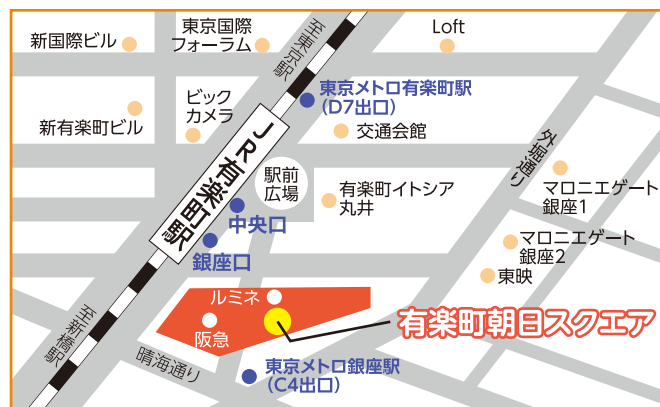 新国際ビル
東京国際
フォーラム
至東京駅
Loft
新有楽町ビル
ビック
カメラ
東京メトロ有楽町駅
(D7出口)
交通会館
外堀通り
JR有楽町駅
駅前
広場
有楽町イトシア
丸井
マロニエゲート
銀座1
中央口
銀座口
マロニエゲート
銀座2
東映
至新橋駅
ルミネ
阪急
有楽町朝日スクエア
晴海通り
東京メトロ銀座駅
(C4出口)